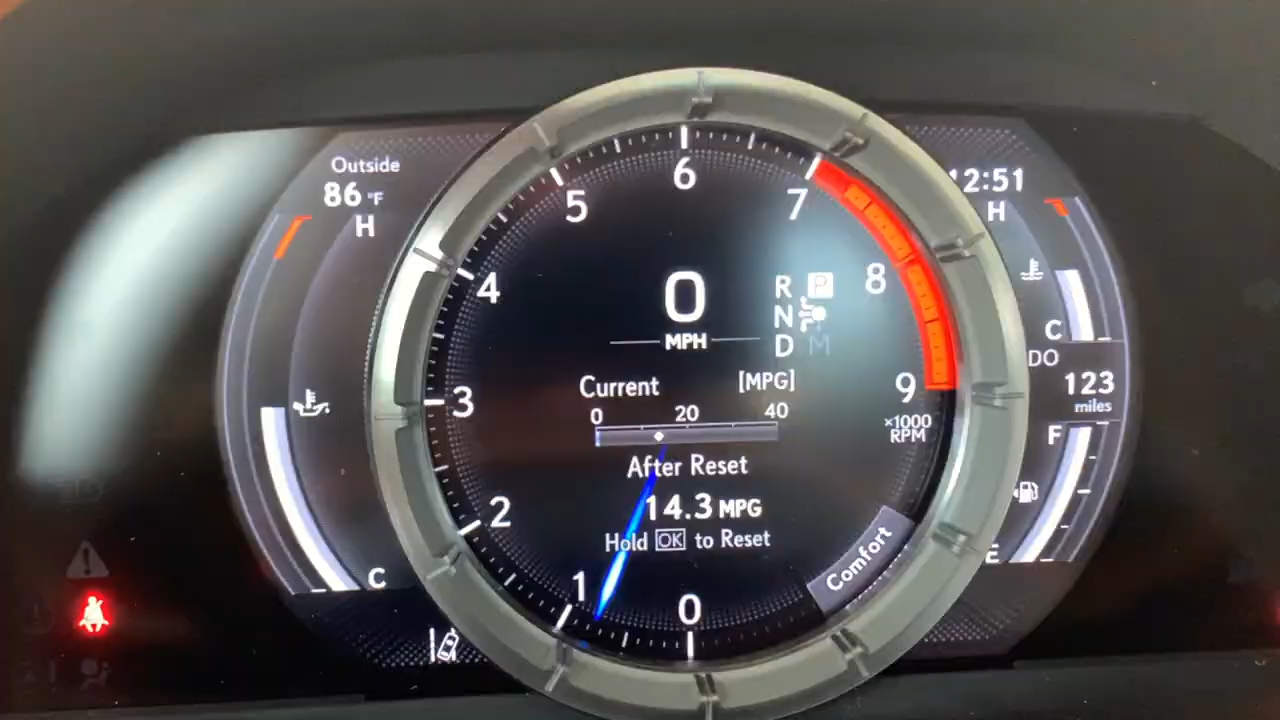 Outside
86 °F
H
C
6
5
7
4
8
3
9
2
1
0
×1000
RPM
0
MPH
R P
N
D M
Current [MPG]
0 20 40
After Reset
14.3 MPG
Hold OK to Reset
Comfort
12:51
H
C
DO
123
miles
F
E